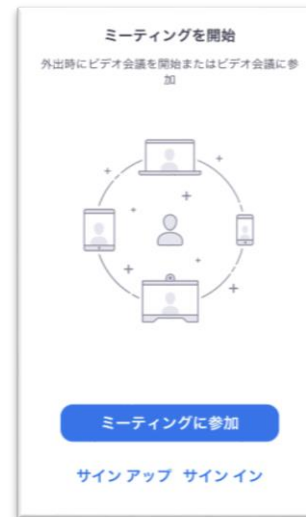 ミーティングを開始
外出時にビデオ会議を開始またはビデオ会議に参
加
ミーティングに参加
サイン アップ サイン イン